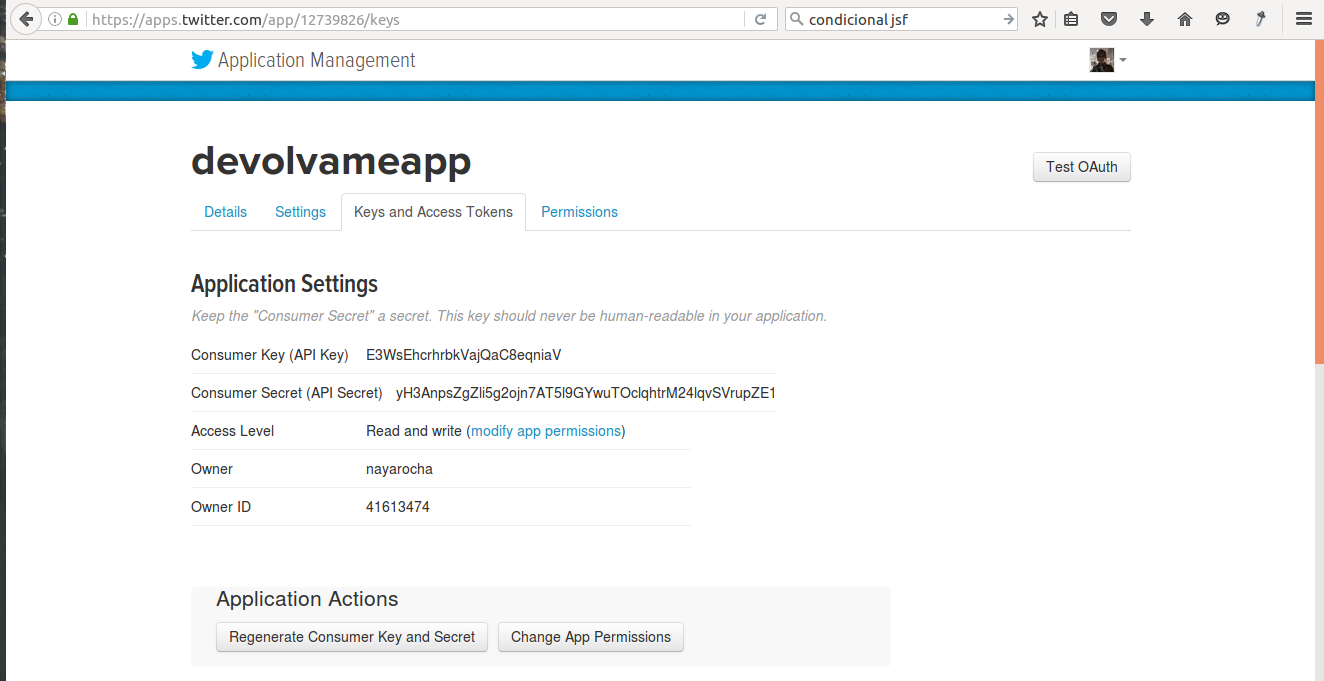 https://apps.twitter.com/app/12739826/keys
condicional jsf
Application Management
devolvameapp
Test OAuth
Details Settings Keys and Access Tokens Permissions
Application Settings
Keep the "Consumer Secret" a secret. This key should never be human-readable in your application.
Consumer Key (API Key) E3WsEhcrhrbkVajQaC8eqniaV
Consumer Secret (API Secret)
Access Level Read and write (modify app permissions)
Owner nayarocha
Owner ID 41613474
Application Actions
Regenerate Consumer Key and Secret Change App Permissions